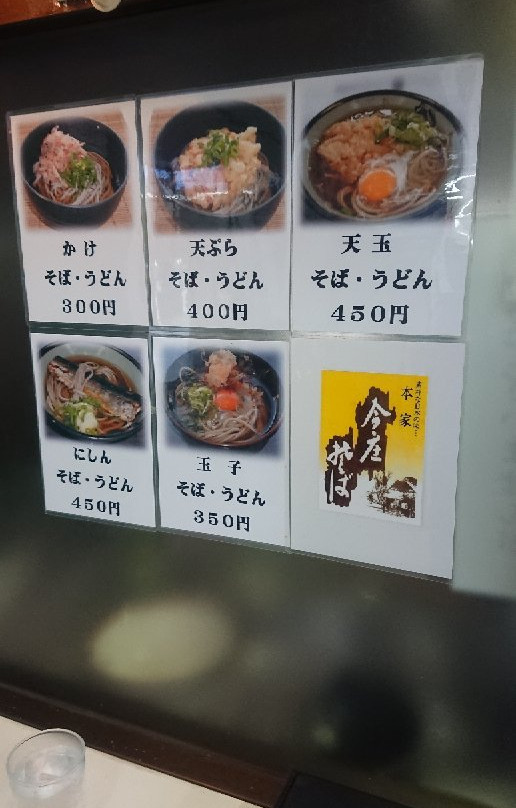 かけ
そば・うどん
300円
天ぷら
そば・うどん
400円
天玉
そば・うどん
450円
にしん
そば・うどん
450円
玉子
そば・うどん
350円
本家
今庄
そば